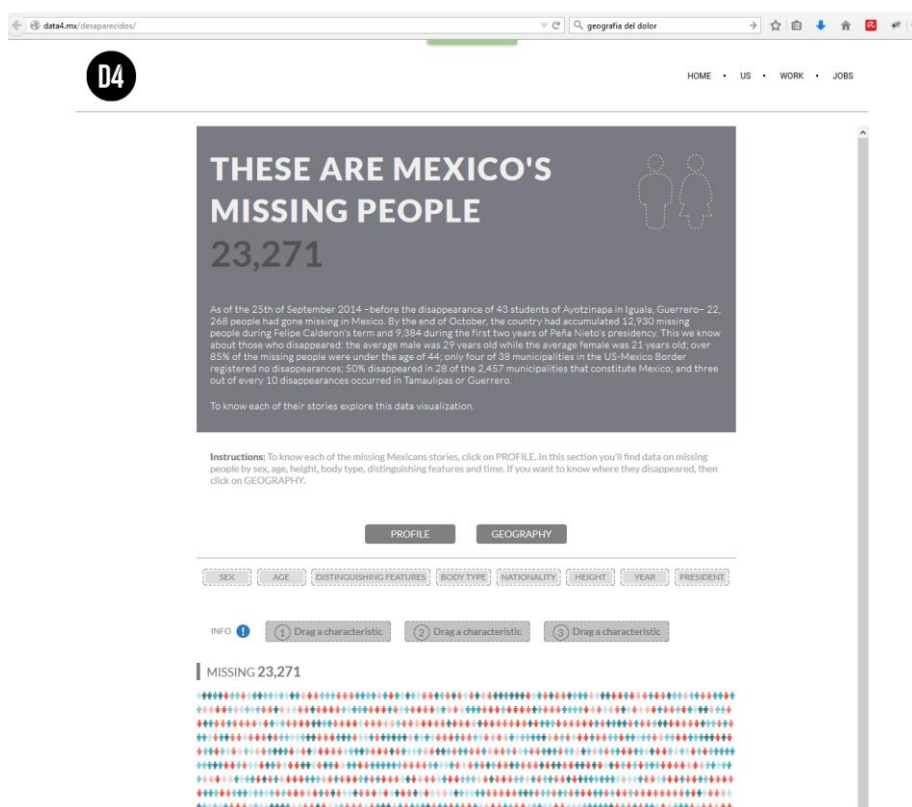 data4.mx/desaparecidos/
geografia del dolor
D4
HOME • US • WORK • JOBS
THESE ARE MEXICO'S
MISSING PEOPLE
23,271
As of the 25th of September 2014 –before the disappearance of 43 students of Ayotzinapa in Iguala, Guerrero– 22,
268 people had gone missing in Mexico. By the end of October, the country had accumulated 12,930 missing
people during Felipe Calderon's term and 9,384 during the first two years of Peña Nieto's presidency. This we know
about those who disappeared: the average male was 29 years old while the average female was 21 years old; over
85% of the missing people were under the age of 44; only four of 38 municipalities in the US-Mexico Border
registered no disappearances; 50% disappeared in 28 of the 2,457 municipalities that constitute Mexico; and three
out of every 10 disappearances occurred in Tamaulipas or Guerrero.
To know each of their stories explore this data visualization.
Instructions: To know each of the missing Mexicans stories, click on PROFILE. In this section you'll find data on missing
people by sex, age, height, body type, distinguishing features and time. If you want to know where they disappeared, then
click on GEOGRAPHY.
PROFILE GEOGRAPHY
SEX AGE DISTINGUISHING FEATURES BODY TYPE NATIONALITY HEIGHT YEAR PRESIDENT
INFO ! 1 Drag a characteristic 2 Drag a characteristic 3 Drag a characteristic
MISSING 23,271